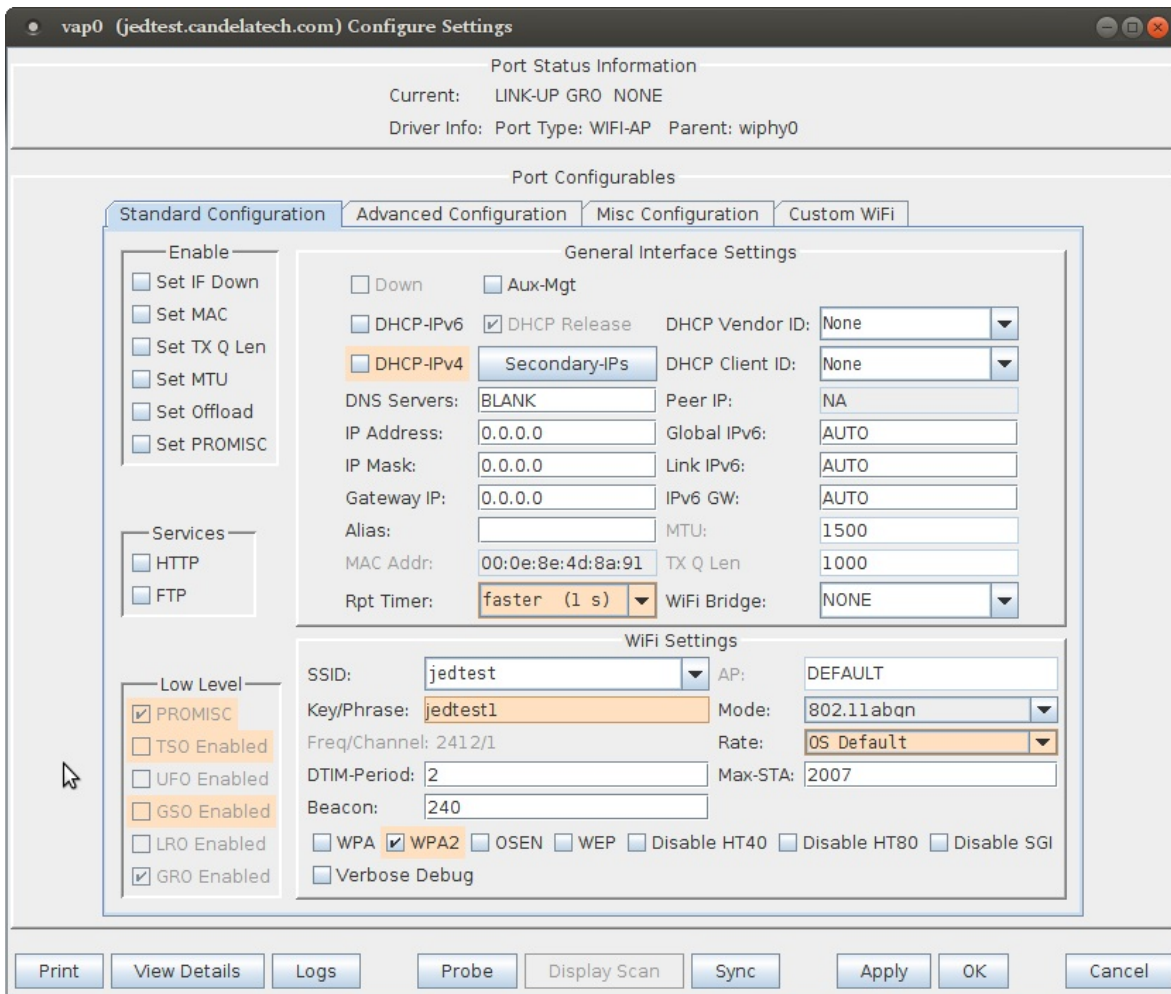 vap0 (jedtest.candelatech.com) Configure Settings
Port Status Information
Current: LINK-UP GRO NONE
Driver Info: Port Type: WIFI-AP Parent: wiphy0
Port Configurables
Standard Configuration Advanced Configuration Misc Configuration Custom WiFi
Enable
Set IF Down
Set MAC
Set TX Q Len
Set MTU
Set Offload
Set PROMISC
Services
HTTP
FTP
Low Level
PROMISC
TSO Enabled
UFO Enabled
GSO Enabled
LRO Enabled
GRO Enabled
General Interface Settings
Down Aux-Mgt
DHCP-IPv6 DHCP Release DHCP Vendor ID: None
DHCP-IPv4 Secondary-IPs DHCP Client ID: None
DNS Servers: BLANK Peer IP: NA
IP Address: 0.0.0.0 Global IPv6: AUTO
IP Mask: 0.0.0.0 Link IPv6: AUTO
Gateway IP: 0.0.0.0 IPv6 GW: AUTO
Alias: MTU: 1500
MAC Addr: 00:0e:8e:4d:8a:91 TX Q Len 1000
Rpt Timer: faster (1 s) WiFi Bridge: NONE
WiFi Settings
SSID: jedtest AP: DEFAULT
Key/Phrase: jedtest1 Mode: 802.11abgn
Freq/Channel: 2412/1 Rate: OS Default
DTIM-Period: 2 Max-STA: 2007
Beacon: 240
WPA WPA2 OSEN WEP Disable HT40 Disable HT80 Disable SGI
Verbose Debug
Print View Details Logs Probe Display Scan Sync Apply OK Cancel